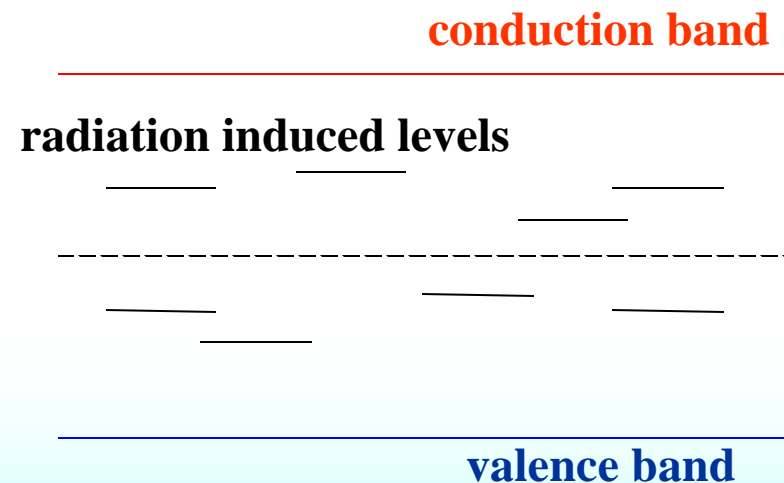 conduction band
radiation induced levels
valence band